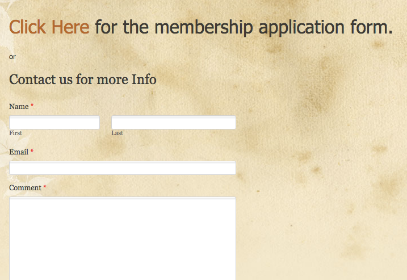 Click Here for the membership application form.
or
Contact us for more Info
Name *
First Last
Email *
Comment *